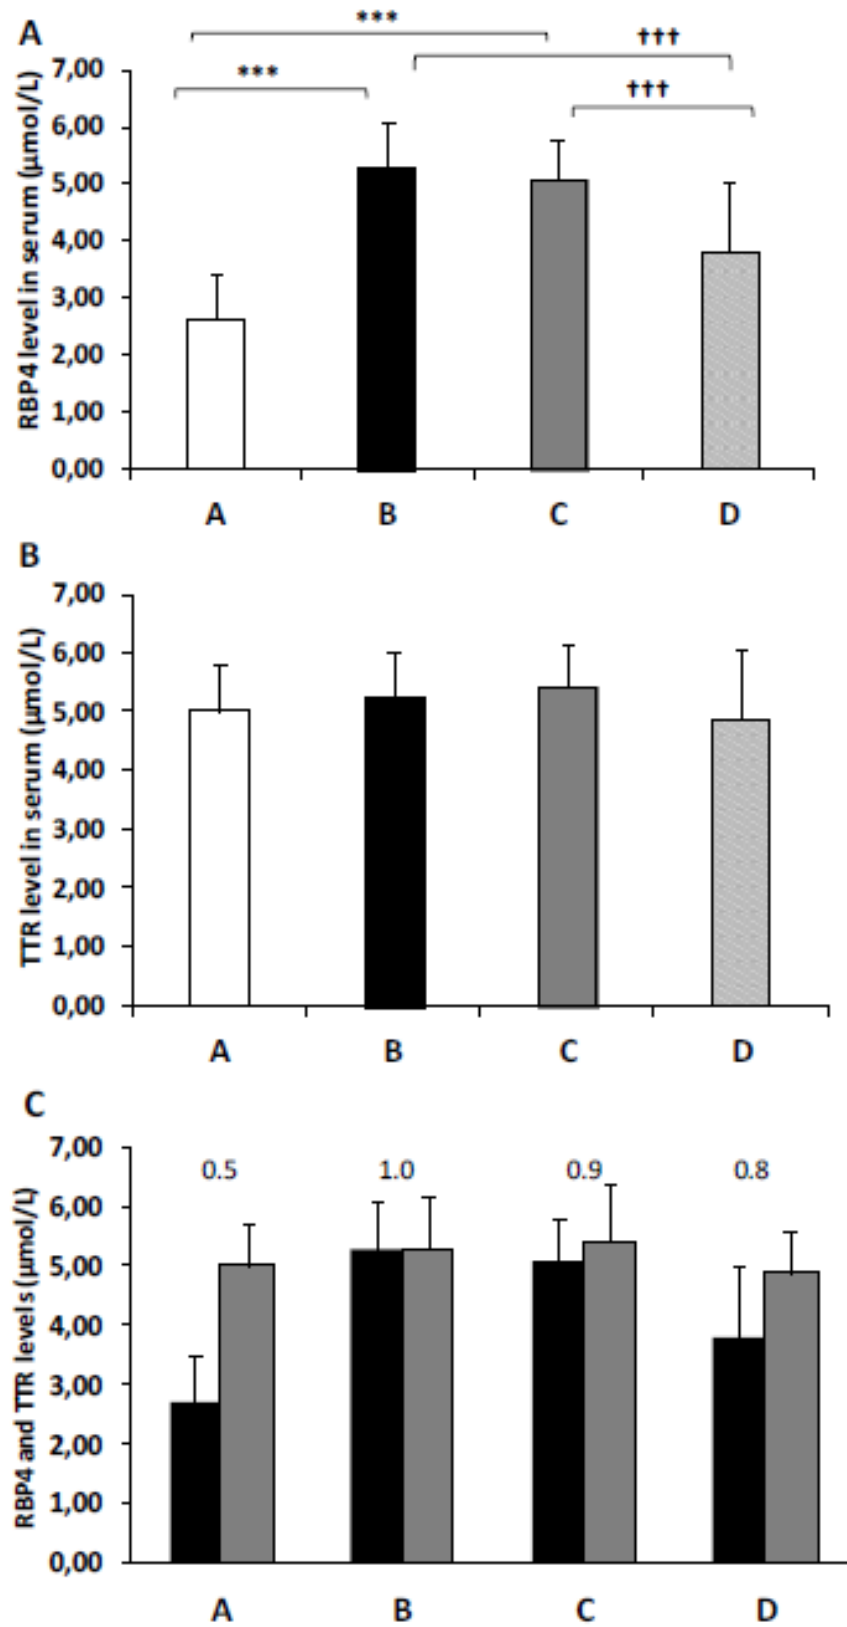 A
***
†††
***
†††
RBP4 level in serum (µmol/L)
7,00
6,00
5,00
4,00
3,00
2,00
1,00
0,00
A B C D
B
TTR level in serum (µmol/L)
7,00
6,00
5,00
4,00
3,00
2,00
1,00
0,00
A B C D
C
RBP4 and TTR levels (µmol/L)
7,00
6,00
5,00
4,00
3,00
2,00
1,00
0,00
0.5 1.0 0.9 0.8
A B C D